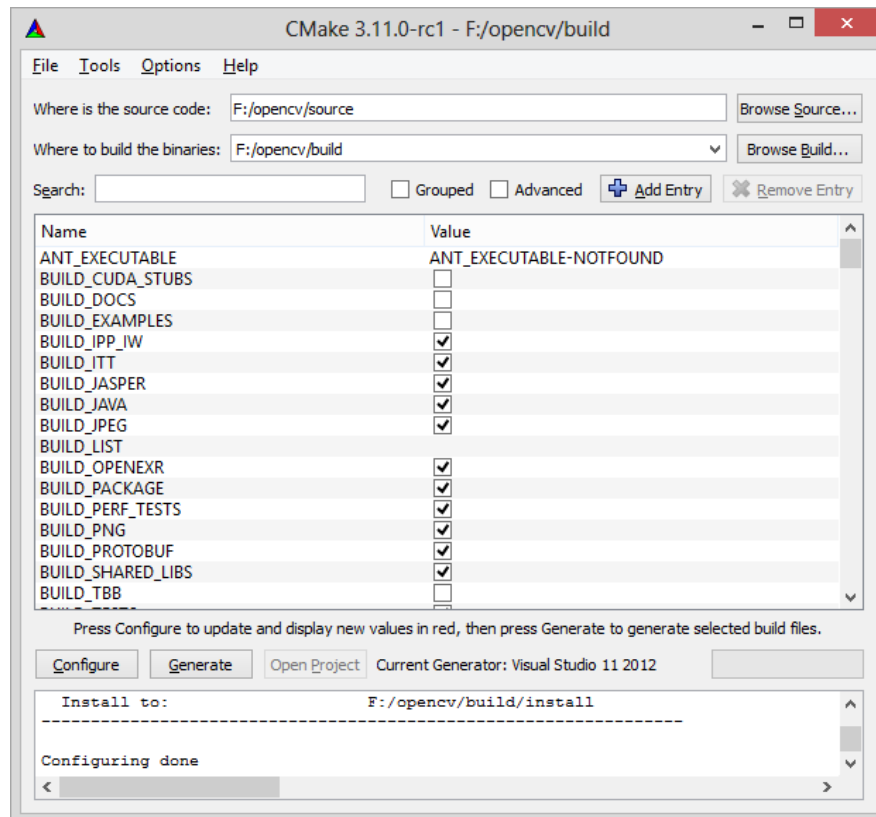 CMake 3.11.0-rc1 - F:/opencv/build
File Tools Options Help
Where is the source code: F:/opencv/source Browse Source...
Where to build the binaries: F:/opencv/build Browse Build...
Search: Grouped Advanced Add Entry Remove Entry
Name Value
ANT_EXECUTABLE ANT_EXECUTABLE-NOTFOUND
BUILD_CUDA_STUBS
BUILD_DOCS
BUILD_EXAMPLES
BUILD_IPP_IW
BUILD_ITT
BUILD_JASPER
BUILD_JAVA
BUILD_JPEG
BUILD_LIST
BUILD_OPENEXR
BUILD_PACKAGE
BUILD_PERF_TESTS
BUILD_PNG
BUILD_PROTOBUF
BUILD_SHARED_LIBS
BUILD_TBB
Press Configure to update and display new values in red, then press Generate to generate selected build files.
Configure Generate Open Project Current Generator: Visual Studio 11 2012
Install to: F:/opencv/build/install
-----------------------------------------------------------------
Configuring done